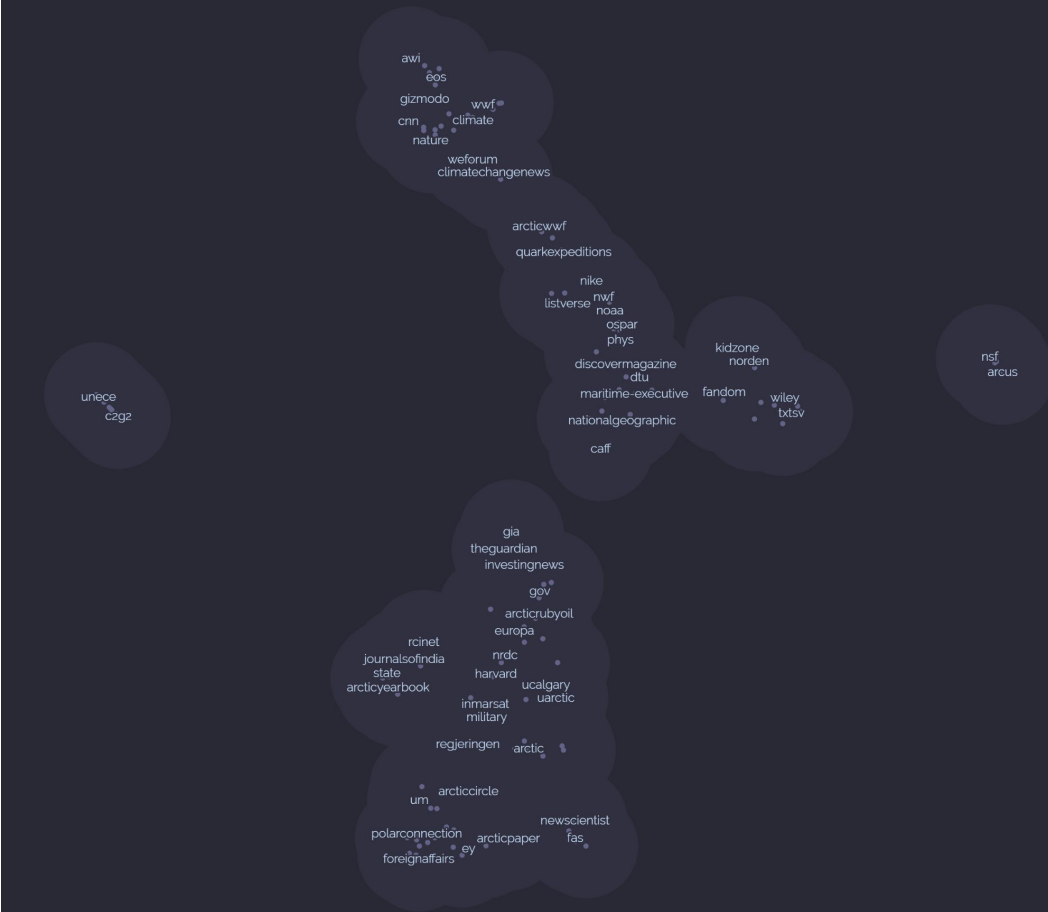 awi
eos
gizmodo
wwf
cnn
climate
nature
weforum
climatechangenews
arcticwwf
quarkexpeditions
nike
nwf
listverse
noaa
ospar
phys
kidzone
norden
discovermagazine
dtu
maritime-executive
fandom
wiley
txtsv
nationalgeographic
caff
nsf
arcus
unece
c2g2
gia
theguardian
investingnews
gov
arcticrubyoil
europa
rcinet
nrdc
journalsofindia
state
harvard
arcticyearbook
ucalgary
uarctic
inmarsat
military
regjeringen
arctic
arcticcircle
um
newscientist
polarconnection
arcticpaper
fas
ey
foreignaffairs